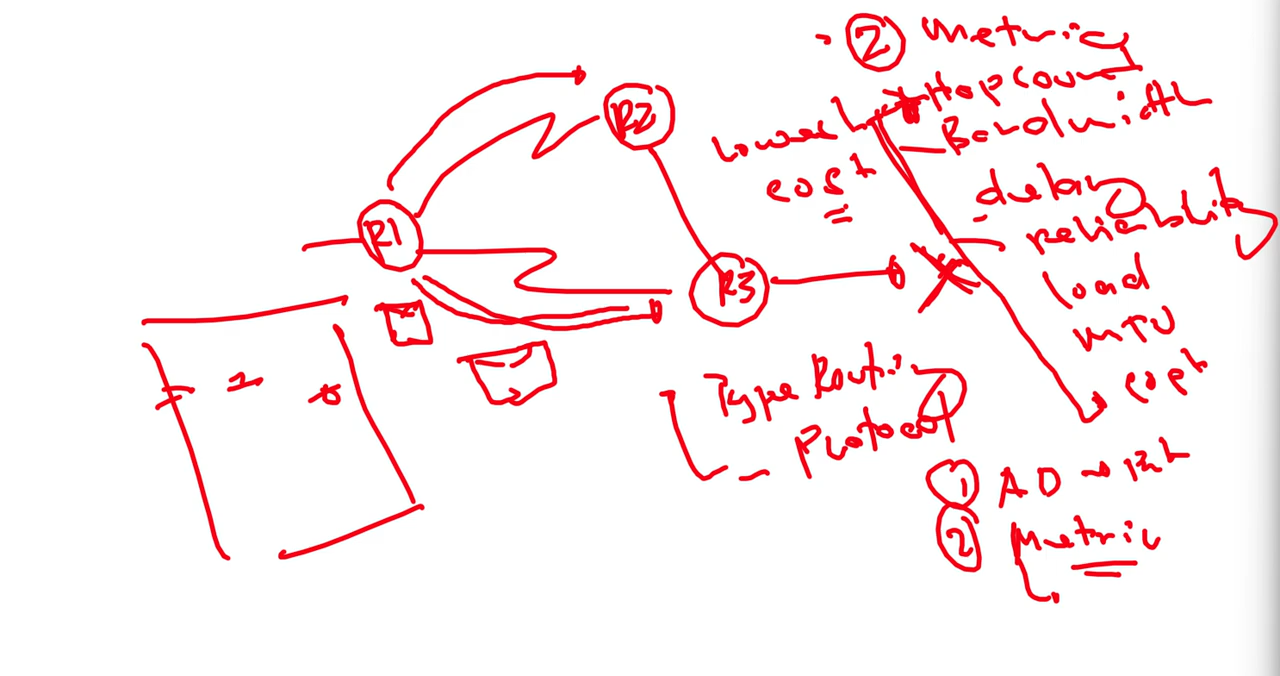 ② Metric
Hop count
Bandwidth
Lower
cost
delay
reliability
load
MTU
cost
R2
R1
R3
Type Routing
Protocol
① AD
② Metric